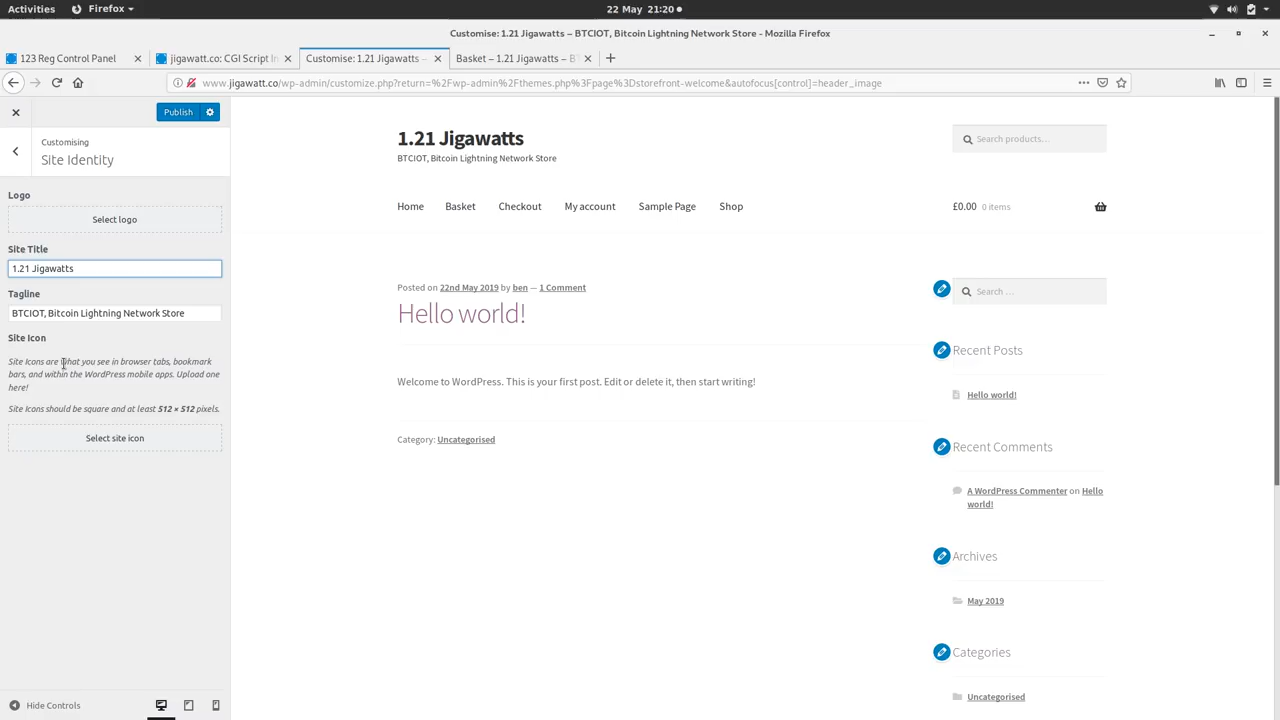 Activities
Firefox
22 May 21:20
Customise: 1.21 Jigawatts – BTCIOT, Bitcoin Lightning Network Store - Mozilla Firefox
123 Reg Control Panel
jigawatt.co: CGI Script In
Customise: 1.21 Jigawatts –
Basket – 1.21 Jigawatts – BT
www.jigawatt.co/wp-admin/customize.php?return=%2Fwp-admin%2Fthemes.php%3Fpage%3Dstorefront-welcome&autofocus[control]=header_image
Publish
Customising
Site Identity
Logo
Select logo
Site Title
1.21 Jigawatts
Tagline
BTCIOT, Bitcoin Lightning Network Store
Site Icon
Site Icons are what you see in browser tabs, bookmark
bars, and within the WordPress mobile apps. Upload one
here!
Site Icons should be square and at least 512 × 512 pixels.
Select site icon
Hide Controls
1.21 Jigawatts
BTCIOT, Bitcoin Lightning Network Store
Search products…
Home
Basket
Checkout
My account
Sample Page
Shop
£0.00 0 items
Posted on 22nd May 2019 by ben — 1 Comment
Hello world!
Welcome to WordPress. This is your first post. Edit or delete it, then start writing!
Category: Uncategorised
Search …
Recent Posts
Hello world!
Recent Comments
A WordPress Commenter on Hello
world!
Archives
May 2019
Categories
Uncategorised